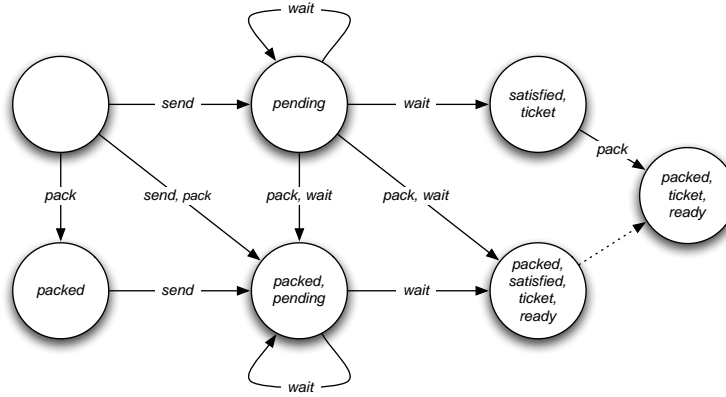 wait
send
pending
wait
satisfied,
ticket
pack
packed,
ticket,
ready
pack
send, pack
pack, wait
pack, wait
packed
send
packed,
pending
wait
packed,
satisfied,
ticket,
ready
wait